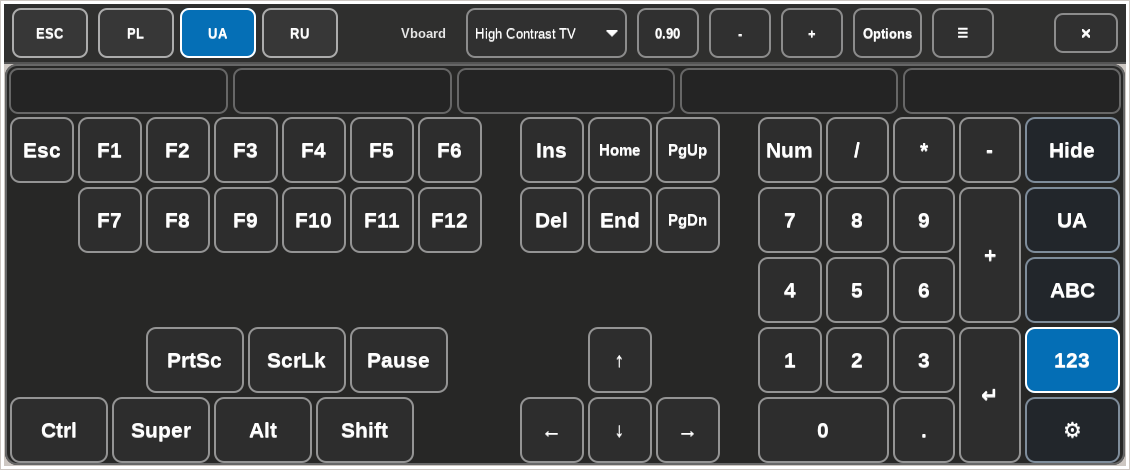 ESC PL UA RU Vboard High Contrast TV 0.90 - + Options ☰ ×
Esc F1 F2 F3 F4 F5 F6 Ins Home PgUp Num / * - Hide
F7 F8 F9 F10 F11 F12 Del End PgDn 7 8 9 + UA
4 5 6 ABC
PrtSc ScrLk Pause ↑ 1 2 3 ↵ 123
Ctrl Super Alt Shift ← ↓ → 0 . ⚙